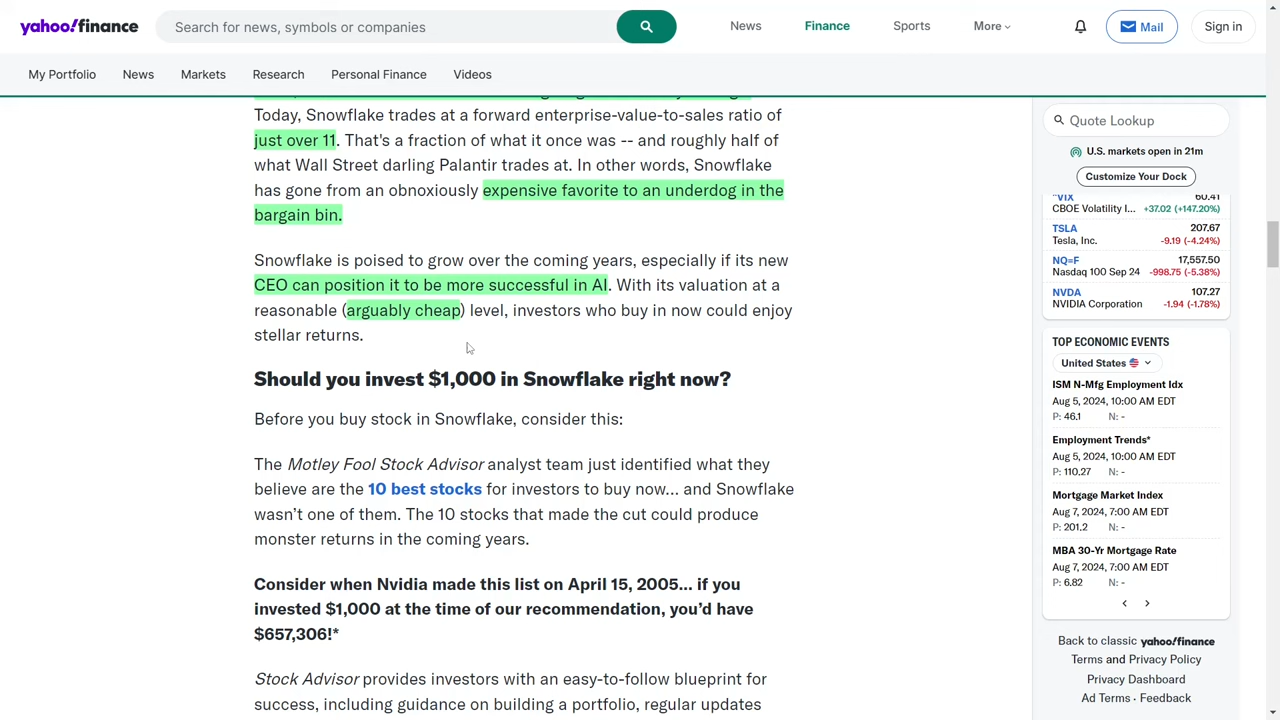 yahoo!finance
Search for news, symbols or companies
News
Finance
Sports
More
Mail
Sign in
My Portfolio
News
Markets
Research
Personal Finance
Videos
Today, Snowflake trades at a forward enterprise-value-to-sales ratio of
just over 11. That's a fraction of what it once was -- and roughly half of
what Wall Street darling Palantir trades at. In other words, Snowflake
has gone from an obnoxiously expensive favorite to an underdog in the
bargain bin.
Snowflake is poised to grow over the coming years, especially if its new
CEO can position it to be more successful in AI. With its valuation at a
reasonable (arguably cheap) level, investors who buy in now could enjoy
stellar returns.
Should you invest $1,000 in Snowflake right now?
Before you buy stock in Snowflake, consider this:
The Motley Fool Stock Advisor analyst team just identified what they
believe are the 10 best stocks for investors to buy now… and Snowflake
wasn’t one of them. The 10 stocks that made the cut could produce
monster returns in the coming years.
Consider when Nvidia made this list on April 15, 2005... if you
invested $1,000 at the time of our recommendation, you’d have
$657,306!*
Stock Advisor provides investors with an easy-to-follow blueprint for
success, including guidance on building a portfolio, regular updates
Quote Lookup
U.S. markets open in 21m
Customize Your Dock
^VIX 60.41
CBOE Volatility I... +37.02 (+147.20%)
TSLA 207.67
Tesla, Inc. -9.19 (-4.24%)
NQ=F 17,557.50
Nasdaq 100 Sep 24 -998.75 (-5.38%)
NVDA 107.27
NVIDIA Corporation -1.94 (-1.78%)
TOP ECONOMIC EVENTS
United States
ISM N-Mfg Employment Idx
Aug 5, 2024, 10:00 AM EDT
P: 46.1 N: -
Employment Trends*
Aug 5, 2024, 10:00 AM EDT
P: 110.27 N: -
Mortgage Market Index
Aug 7, 2024, 7:00 AM EDT
P: 201.2 N: -
MBA 30-Yr Mortgage Rate
Aug 7, 2024, 7:00 AM EDT
P: 6.82 N: -
Back to classic yahoo!finance
Terms and Privacy Policy
Privacy Dashboard
Ad Terms · Feedback